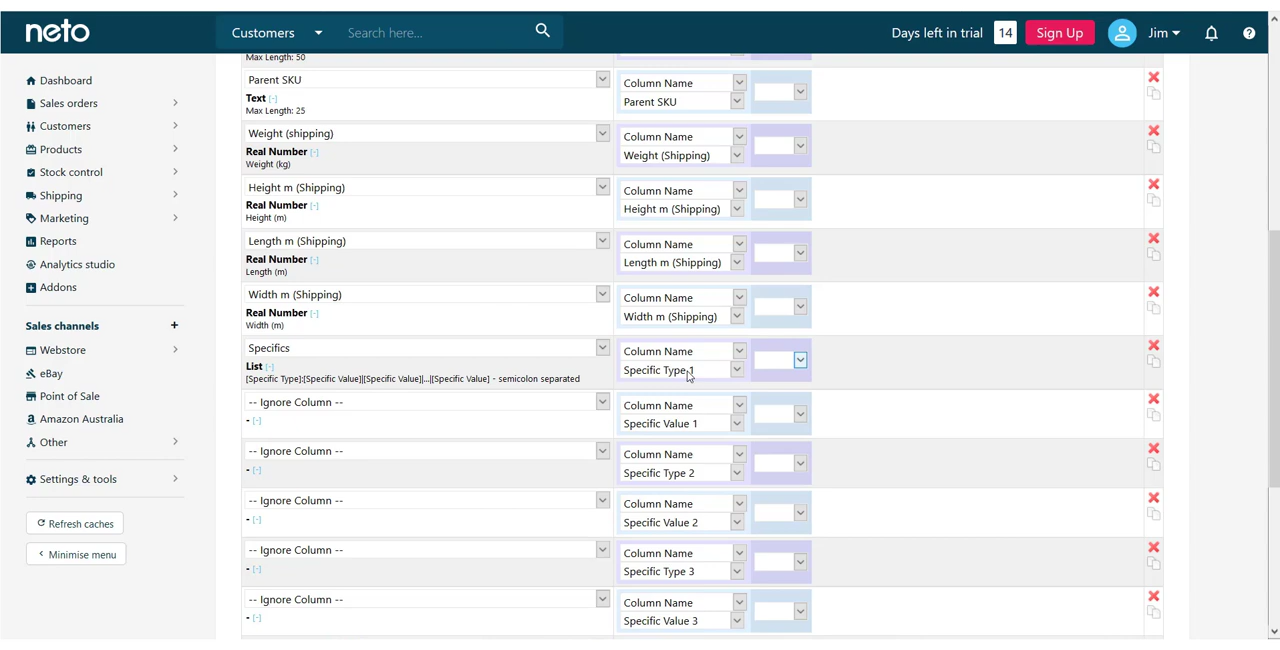 neto
Customers
Search here...
Days left in trial 14 Sign Up Jim
Dashboard
Sales orders
Customers
Products
Stock control
Shipping
Marketing
Reports
Analytics studio
Addons
Sales channels +
Webstore
eBay
Point of Sale
Amazon Australia
Other
Settings & tools
Refresh caches
Minimise menu
Max Length: 50
Parent SKU
Text [-]
Max Length: 25
Column Name
Parent SKU
Weight (shipping)
Real Number [-]
Weight (kg)
Column Name
Weight (Shipping)
Height m (Shipping)
Real Number [-]
Height (m)
Column Name
Height m (Shipping)
Length m (Shipping)
Real Number [-]
Length (m)
Column Name
Length m (Shipping)
Width m (Shipping)
Real Number [-]
Width (m)
Column Name
Width m (Shipping)
Specifics
List [-]
[Specific Type]:[Specific Value]|[Specific Value]|...|[Specific Value] - semicolon separated
Column Name
Specific Type 1
-- Ignore Column --
- [-]
Column Name
Specific Value 1
-- Ignore Column --
- [-]
Column Name
Specific Type 2
-- Ignore Column --
- [-]
Column Name
Specific Value 2
-- Ignore Column --
- [-]
Column Name
Specific Type 3
-- Ignore Column --
- [-]
Column Name
Specific Value 3